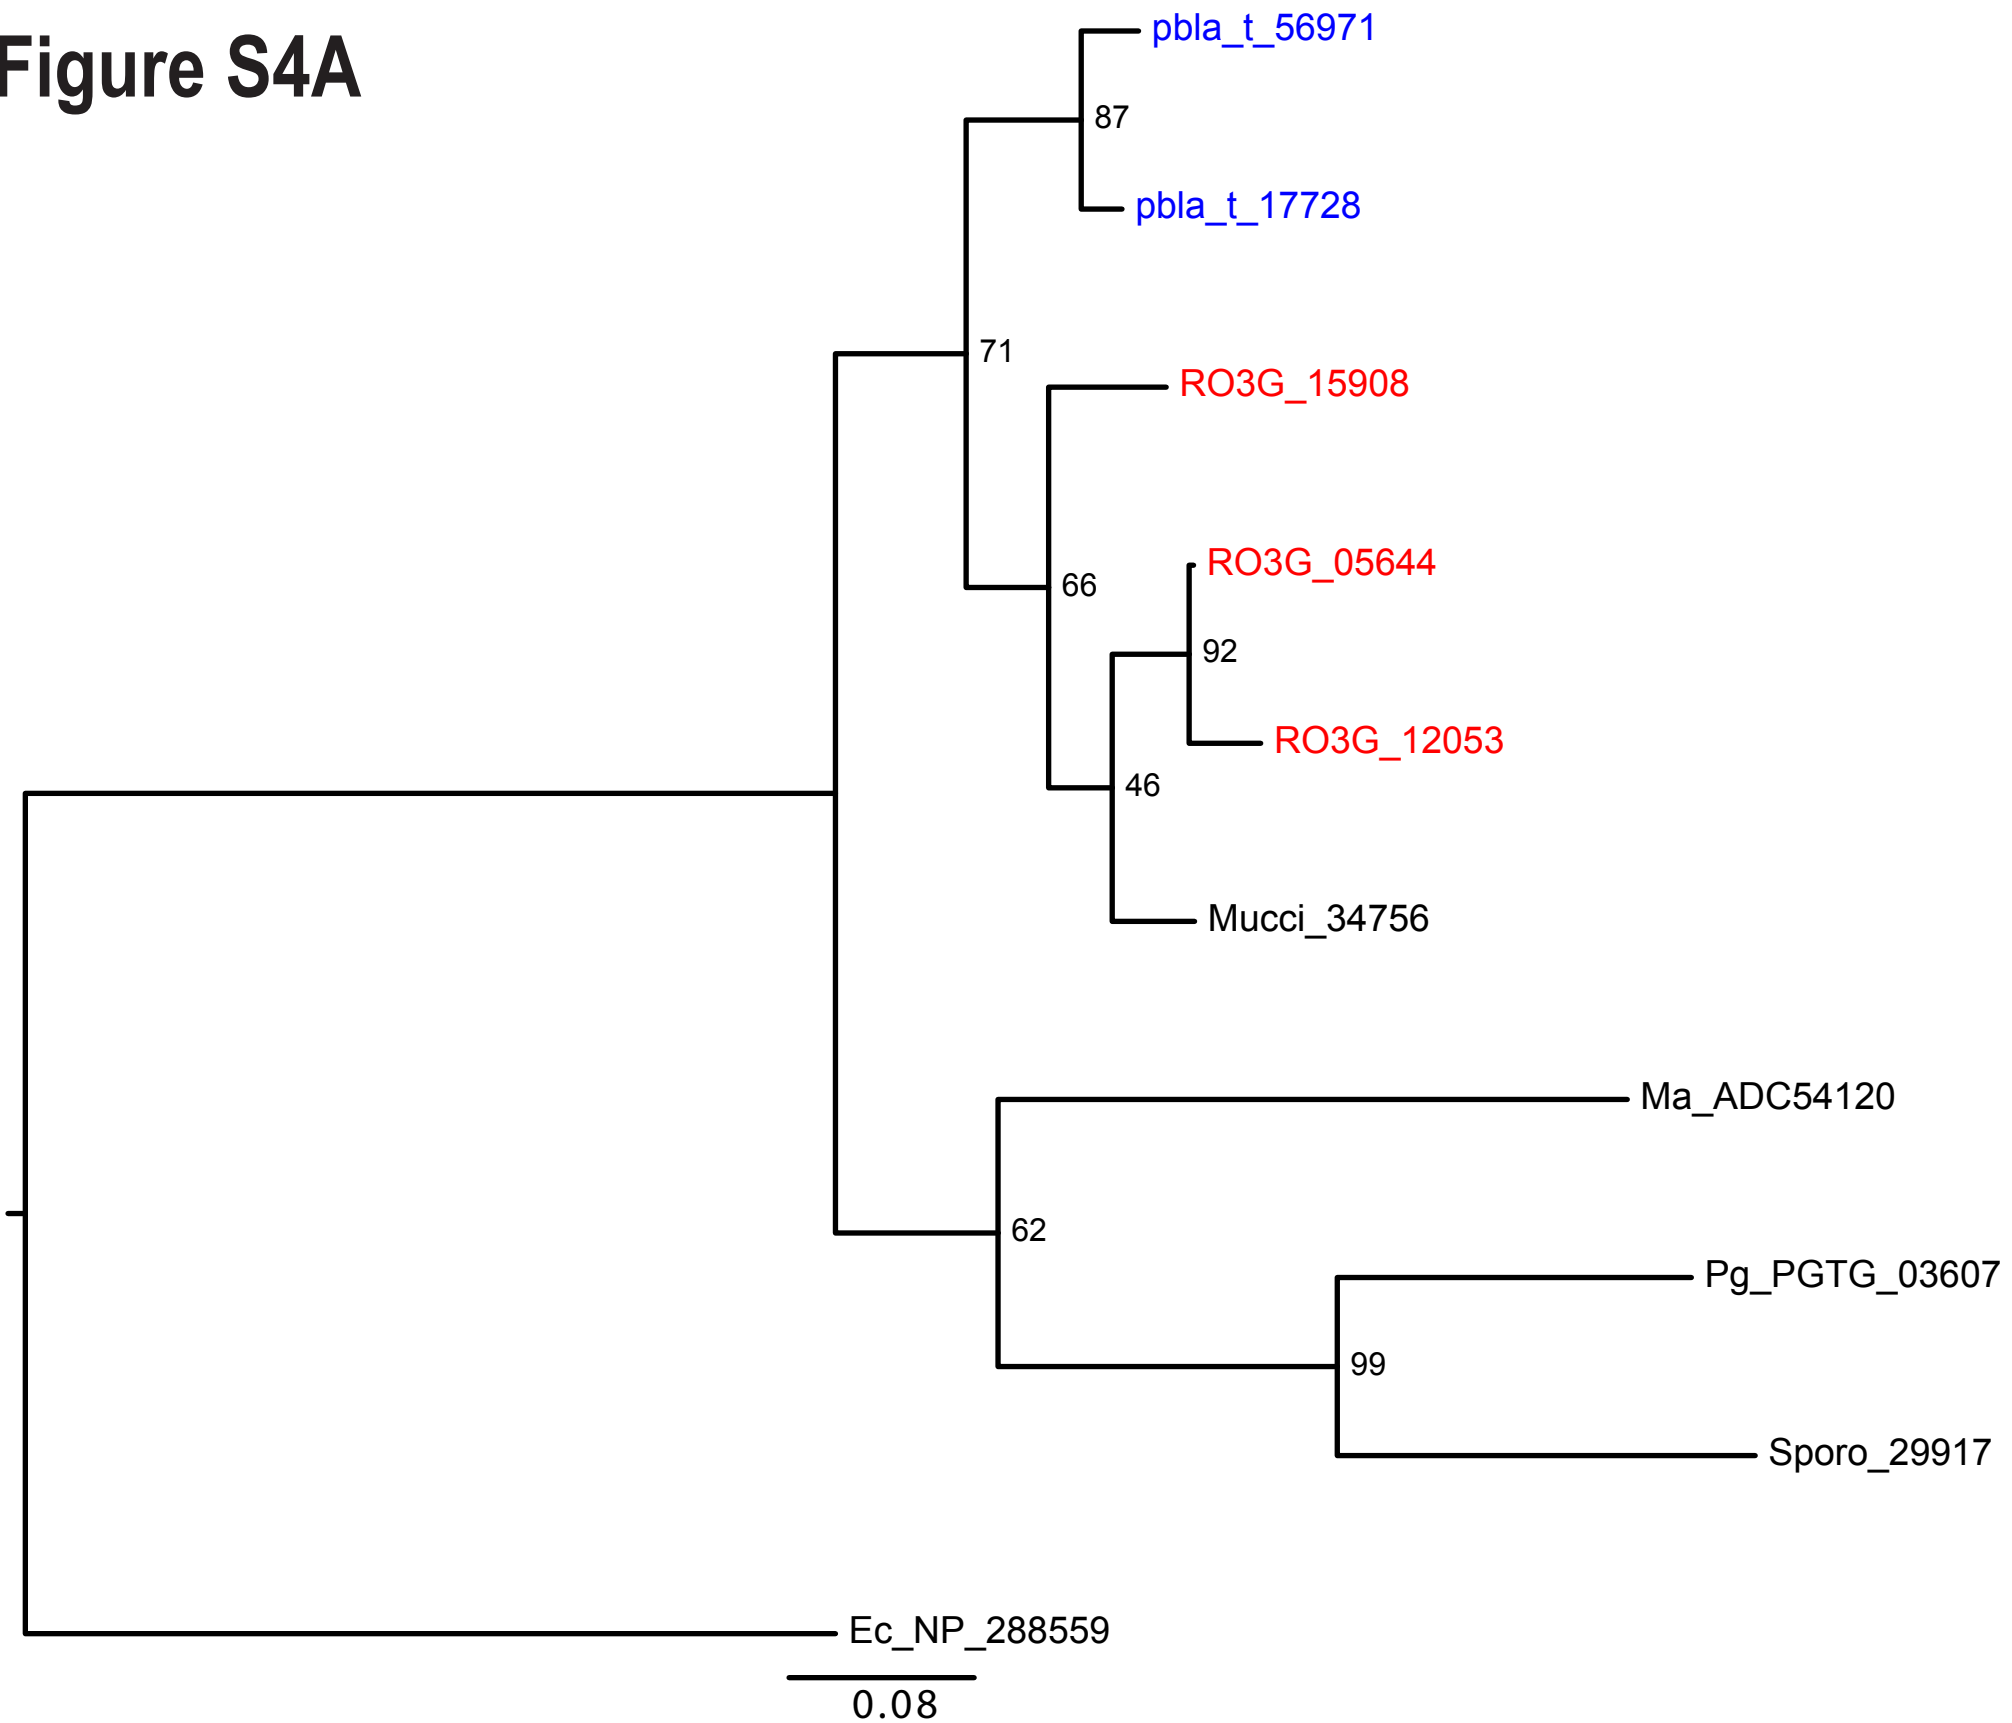 Figure S4A
pbla_t_56971
87
pbla_t_17728
71
RO3G_15908
RO3G_05644
66
92
RO3G_12053
46
Mucci_34756
Ma_ADC54120
62
Pg_PGTG_03607
99
Sporo_29917
Ec_NP_288559
0.08